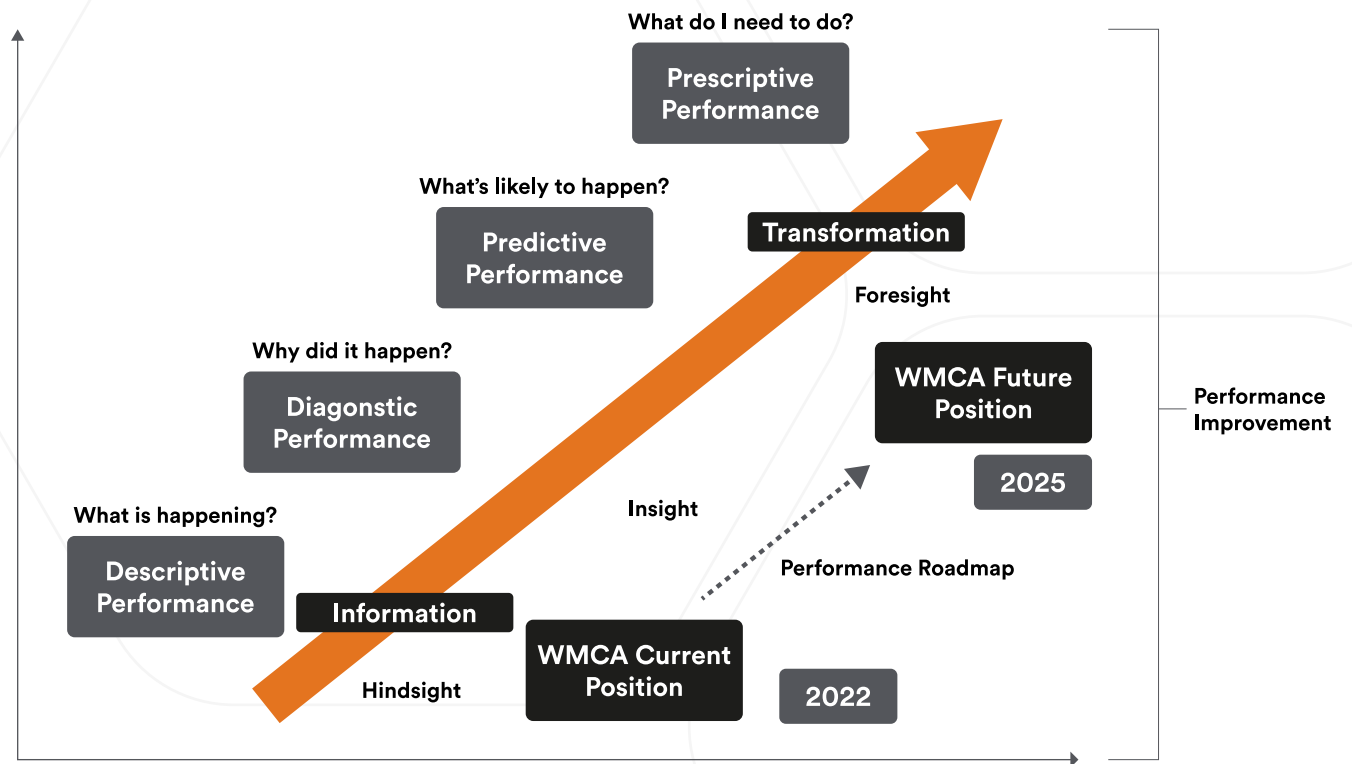 What do I need to do?
Prescriptive
Performance
What's likely to happen?
Predictive
Performance
Transformation
Foresight
Why did it happen?
Diagonstic
Performance
WMCA Future
Position
2025
Performance
Improvement
Insight
What is happening?
Descriptive
Performance
Performance Roadmap
Information
WMCA Current
Position
2022
Hindsight